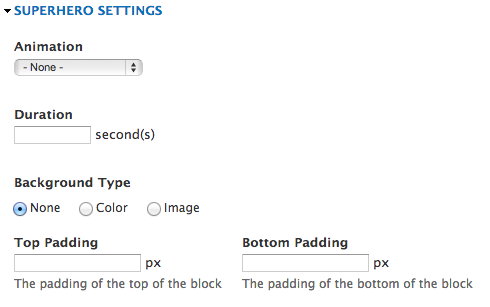 SUPERHERO SETTINGS
Animation
- None -
Duration
second(s)
Background Type
None Color Image
Top Padding Bottom Padding
px px
The padding of the top of the block The padding of the bottom of the block